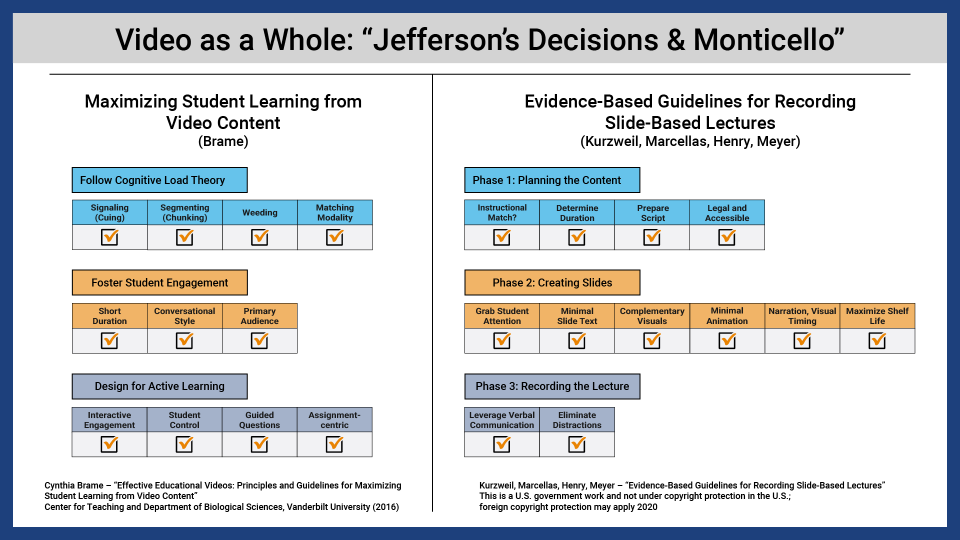 Video as a Whole: “Jefferson’s Decisions & Monticello”
Maximizing Student Learning from
Video Content
(Brame)
Follow Cognitive Load Theory
Signaling
(Cuing)
Segmenting
(Chunking)
Weeding
Matching
Modality
Foster Student Engagement
Short
Duration
Conversational
Style
Primary
Audience
Design for Active Learning
Interactive
Engagement
Student
Control
Guided
Questions
Assignment-
centric
Cynthia Brame – “Effective Educational Videos: Principles and Guidelines for Maximizing
Student Learning from Video Content”
Center for Teaching and Department of Biological Sciences, Vanderbilt University (2016)
Evidence-Based Guidelines for Recording
Slide-Based Lectures
(Kurzweil, Marcellas, Henry, Meyer)
Phase 1: Planning the Content
Instructional
Match?
Determine
Duration
Prepare
Script
Legal and
Accessible
Phase 2: Creating Slides
Grab Student
Attention
Minimal
Slide Text
Complementary
Visuals
Minimal
Animation
Narration, Visual
Timing
Maximize Shelf
Life
Phase 3: Recording the Lecture
Leverage Verbal
Communication
Eliminate
Distractions
Kurzweil, Marcellas, Henry, Meyer – “Evidence-Based Guidelines for Recording Slide-Based Lectures”
This is a U.S. government work and not under copyright protection in the U.S.;
foreign copyright protection may apply 2020